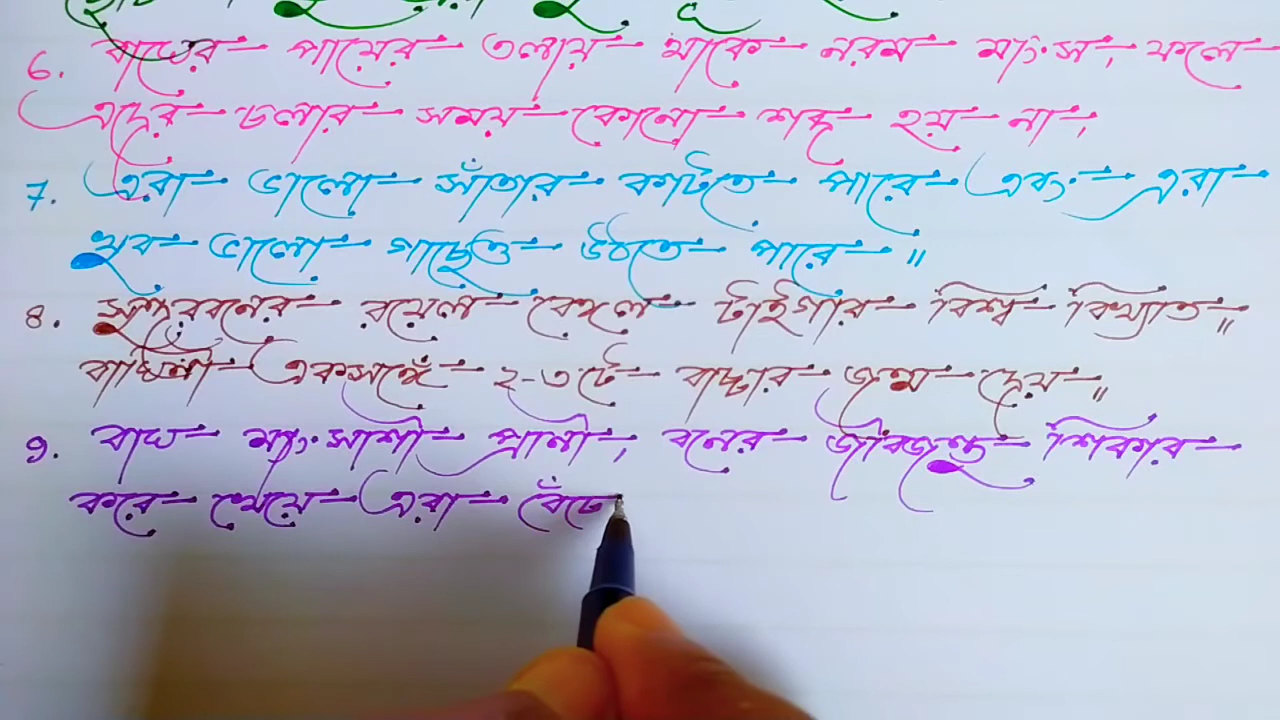 6. বাঘের পায়ের তলায় থাকে নরম মাংস, ফলে
এদের চলার সময় কোনো শব্দ হয় না,
7. এরা ভালো সাঁতার কাটতে পারে এবং এরা
খুব ভালো গাছেও উঠতে পারে॥
8. সুন্দরবনের রয়েল বেঙ্গল টাইগার বিশ্ব বিখ্যাত॥
বাঘিনী একসঙ্গে ২-৩টে বাচ্চার জন্ম দেয়॥
9. বাঘ মাংসাশী প্রানী, বনের জীবজন্তু শিকার
করে খেয়ে এরা বেঁচে